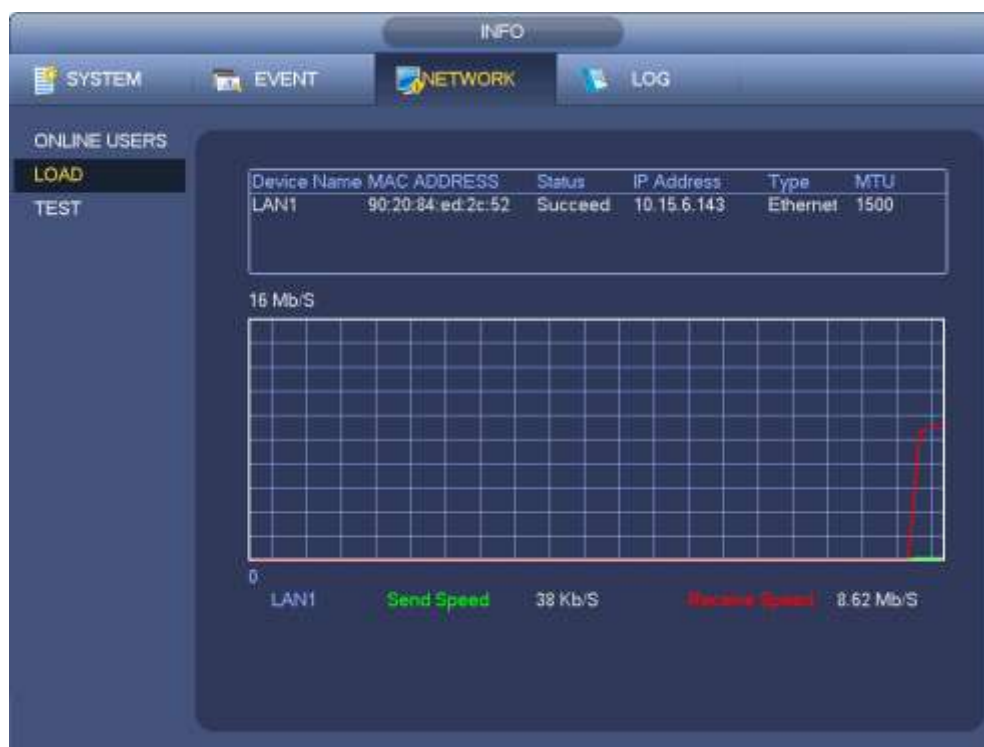 INFO
SYSTEM EVENT NETWORK LOG
ONLINE USERS
LOAD
TEST
Device Name MAC ADDRESS Status IP Address Type MTU
LAN1 90:20:84:ed:2c:52 Succeed 10.15.6.143 Ethernet 1500
16 Mb/S
0
LAN1 Send Speed 38 Kb/S Receive Speed 8.62 Mb/S